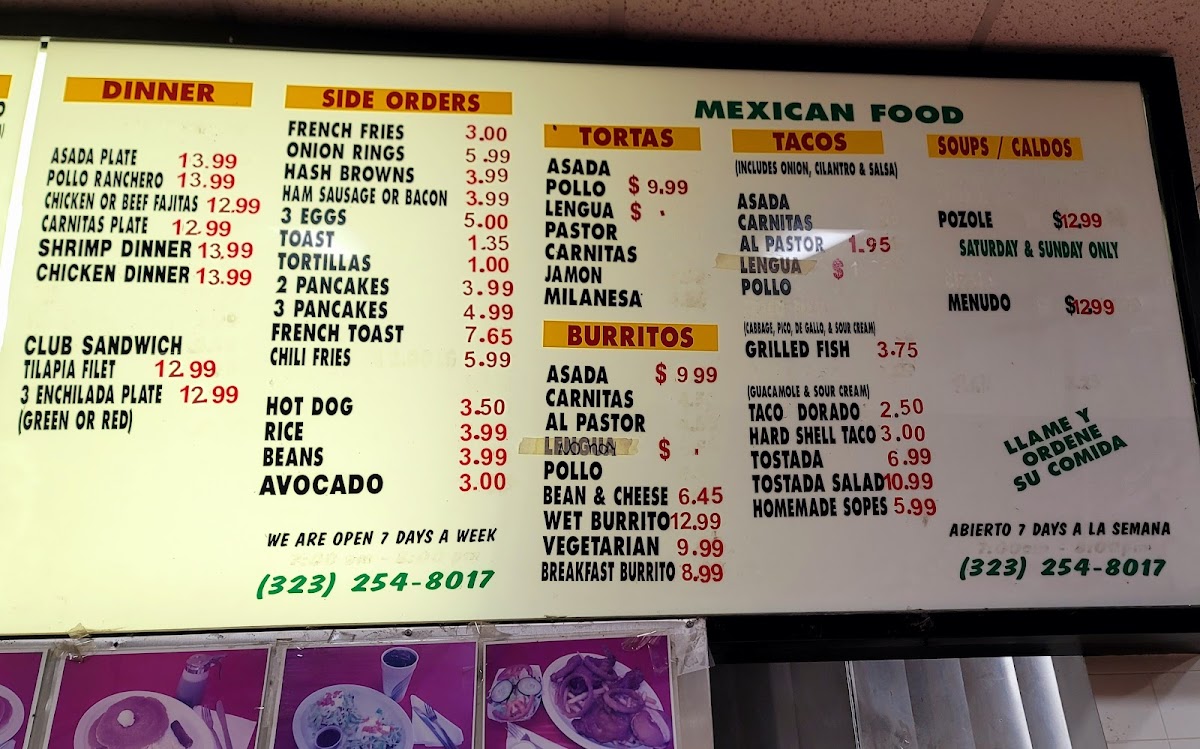 DINNER
ASADA PLATE 13.99
POLLO RANCHERO 13.99
CHICKEN OR BEEF FAJITAS 12.99
CARNITAS PLATE 12.99
SHRIMP DINNER 13.99
CHICKEN DINNER 13.99
CLUB SANDWICH
TILAPIA FILET 12.99
3 ENCHILADA PLATE 12.99
(GREEN OR RED)
SIDE ORDERS
FRENCH FRIES 3.00
ONION RINGS 5.99
HASH BROWNS 3.99
HAM SAUSAGE OR BACON 3.99
3 EGGS 5.00
TOAST 1.35
TORTILLAS 1.00
2 PANCAKES 3.99
3 PANCAKES 4.99
FRENCH TOAST 7.65
CHILI FRIES 5.99
HOT DOG 3.50
RICE 3.99
BEANS 3.99
AVOCADO 3.00
WE ARE OPEN 7 DAYS A WEEK
(323) 254-8017
MEXICAN FOOD
TORTAS
ASADA
POLLO $ 9.99
LENGUA $ .
PASTOR
CARNITAS
JAMON
MILANESA
BURRITOS
ASADA $ 9 99
CARNITAS
AL PASTOR
LENGUA $ .
POLLO
BEAN & CHEESE 6.45
WET BURRITO 12.99
VEGETARIAN 9.99
BREAKFAST BURRITO 8.99
TACOS
(INCLUDES ONION, CILANTRO & SALSA)
ASADA
CARNITAS
AL PASTOR 1.95
LENGUA $
POLLO
(CABBAGE, PICO, DE GALLO, & SOUR CREAM)
GRILLED FISH 3.75
(GUACAMOLE & SOUR CREAM)
TACO DORADO 2.50
HARD SHELL TACO 3.00
TOSTADA 6.99
TOSTADA SALAD 10.99
HOMEMADE SOPES 5.99
SOUPS / CALDOS
POZOLE $12.99
SATURDAY & SUNDAY ONLY
MENUDO $12.99
LLAME Y
ORDENE
SU COMIDA
ABIERTO 7 DAYS A LA SEMANA
(323) 254-8017